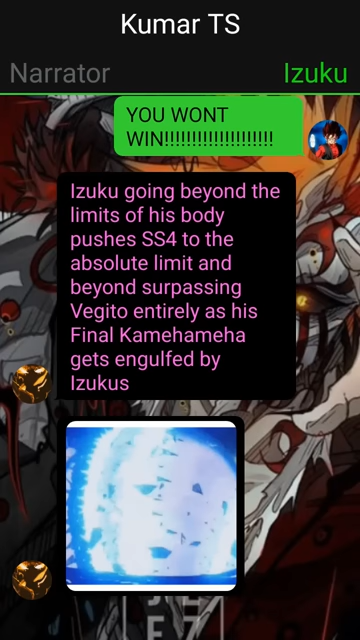 Kumar TS
Narrator
Izuku
YOU WONT
WIN!!!!!!!!!!!!!!!!!!!!
Izuku going beyond the
limits of his body
pushes SS4 to the
absolute limit and
beyond surpassing
Vegito entirely as his
Final Kamehameha
gets engulfed by
Izukus